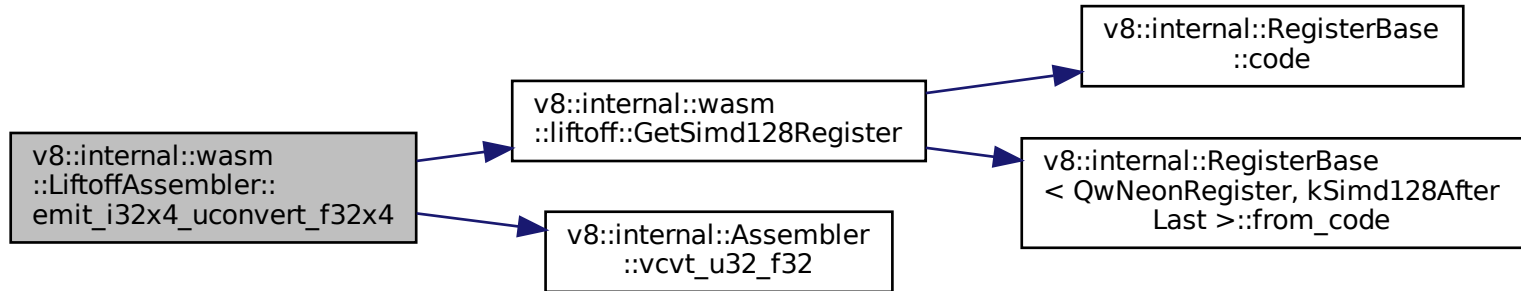 v8::internal::wasm
::LiftoffAssembler::
emit_i32x4_uconvert_f32x4
v8::internal::wasm
::liftoff::GetSimd128Register
v8::internal::RegisterBase
::code
v8::internal::RegisterBase
< QwNeonRegister, kSimd128After
Last >::from_code
v8::internal::Assembler
::vcvt_u32_f32